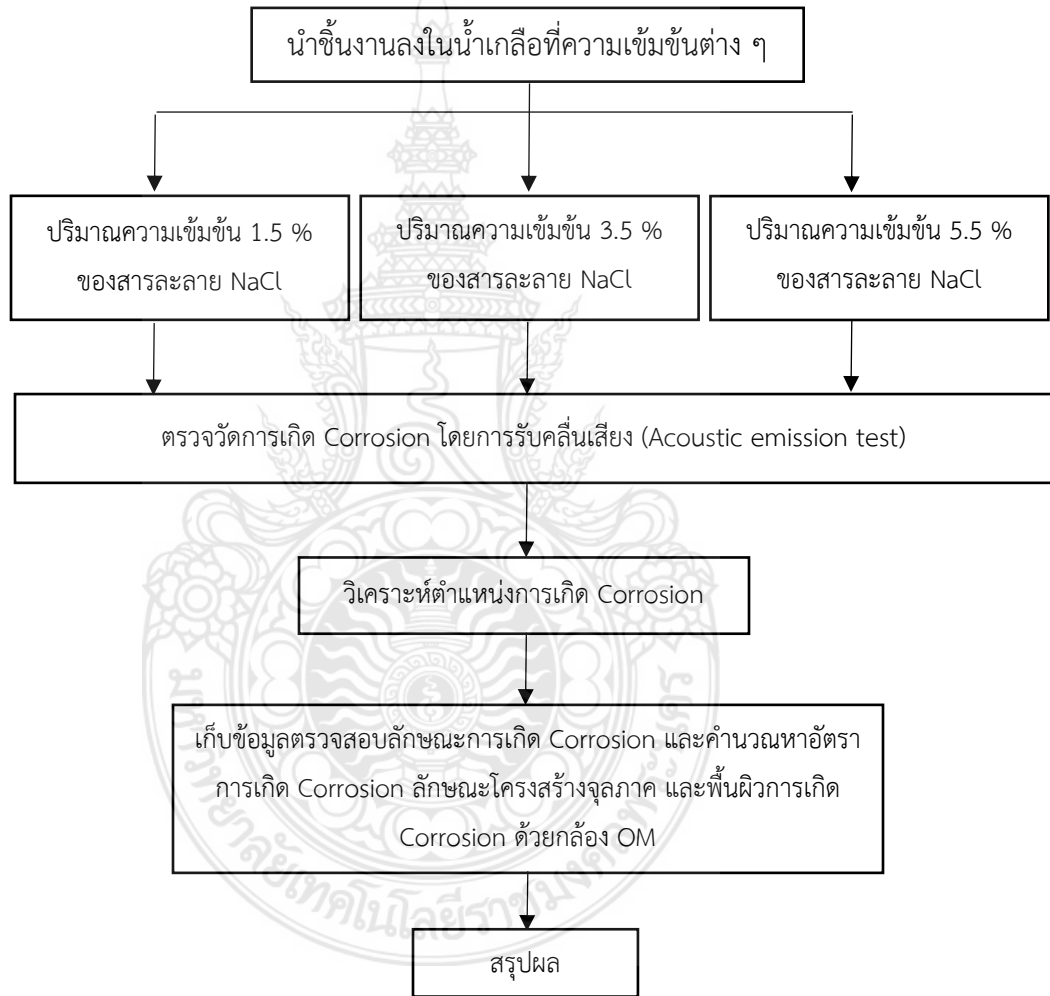 นำชิ้นงานลงในน้ำเกลือที่ความเข้มข้นต่าง ๆ
ปริมาณความเข้มข้น 1.5 %
ของสารละลาย NaCl
ปริมาณความเข้มข้น 3.5 %
ของสารละลาย NaCl
ปริมาณความเข้มข้น 5.5 %
ของสารละลาย NaCl
ตรวจวัดการเกิด Corrosion โดยการรับคลื่นเสียง (Acoustic emission test)
วิเคราะห์ตำแหน่งการเกิด Corrosion
เก็บข้อมูลตรวจสอบลักษณะการเกิด Corrosion และคำนวณหาอัตรา
การเกิด Corrosion ลักษณะโครงสร้างจุลภาค และพื้นผิวการเกิด
Corrosion ด้วยกล้อง OM
สรุปผล